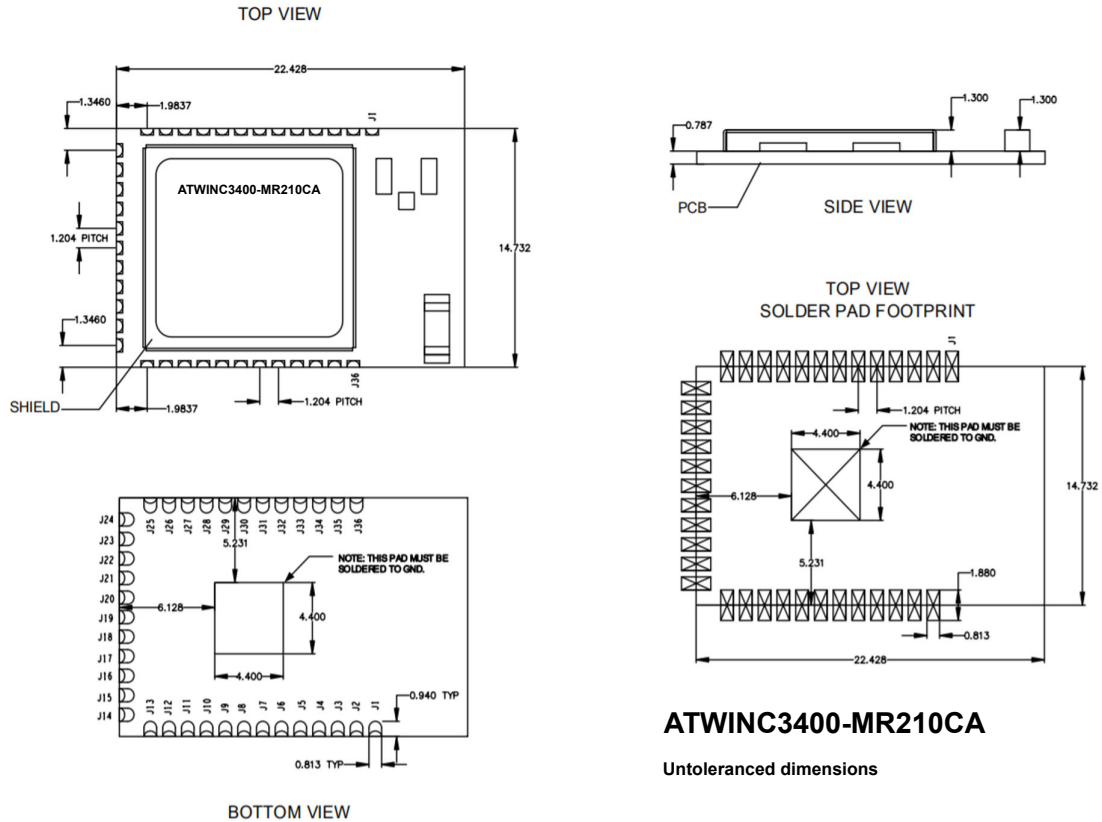 TOP VIEW
22.428
1.3460
1.9837
J1
ATWINC3400-MR210CA
1.204 PITCH
14.732
1.3460
J36
SHIELD
1.9837
1.204 PITCH
1.300
1.300
0.787
PCB
SIDE VIEW
TOP VIEW
SOLDER PAD FOOTPRINT
J1
1.204 PITCH
4.400
NOTE: THIS PAD MUST BE
SOLDERED TO GND.
4.400
6.128
14.732
5.231
1.880
0.813
22.428
J24
J23
J22
J21
J20
J19
J18
J17
J16
J15
J14
J25
J26
J27
J28
J29
J30
J31
J32
J33
J34
J35
J36
5.231
NOTE: THIS PAD MUST BE
SOLDERED TO GND.
6.128
4.400
4.400
J13
J12
J11
J10
J9
J8
J7
J6
J5
J4
J3
J2
J1
0.940 TYP
0.813 TYP
BOTTOM VIEW
ATWINC3400-MR210CA
Untoleranced dimensions